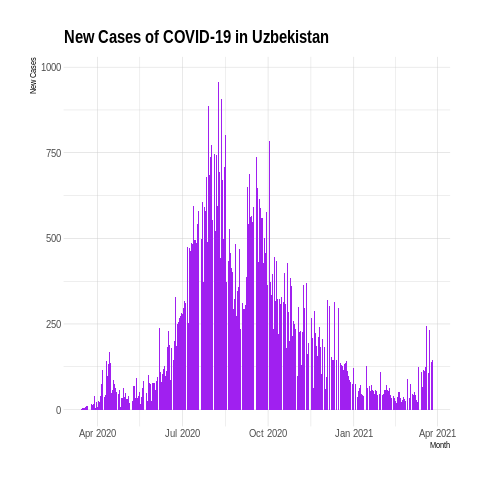 New Cases of COVID-19 in Uzbekistan
New Cases
1000
750
500
250
0
Apr 2020
Jul 2020
Oct 2020
Jan 2021
Apr 2021
Month